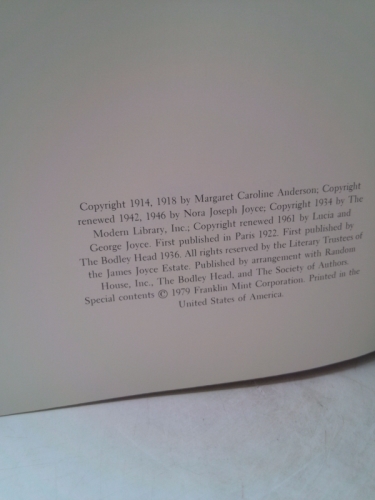 Copyright 1914, 1918 by Margaret Caroline Anderson; Copyright
renewed 1942, 1946 by Nora Joseph Joyce; Copyright 1934 by The
Modern Library, Inc.; Copyright renewed 1961 by Lucia and
George Joyce. First published in Paris 1922. First published by
The Bodley Head 1936. All rights reserved by the Literary Trustees of
the James Joyce Estate. Published by arrangement with Random
House, Inc., The Bodley Head, and The Society of Authors.
Special contents © 1979 Franklin Mint Corporation. Printed in the
United States of America.